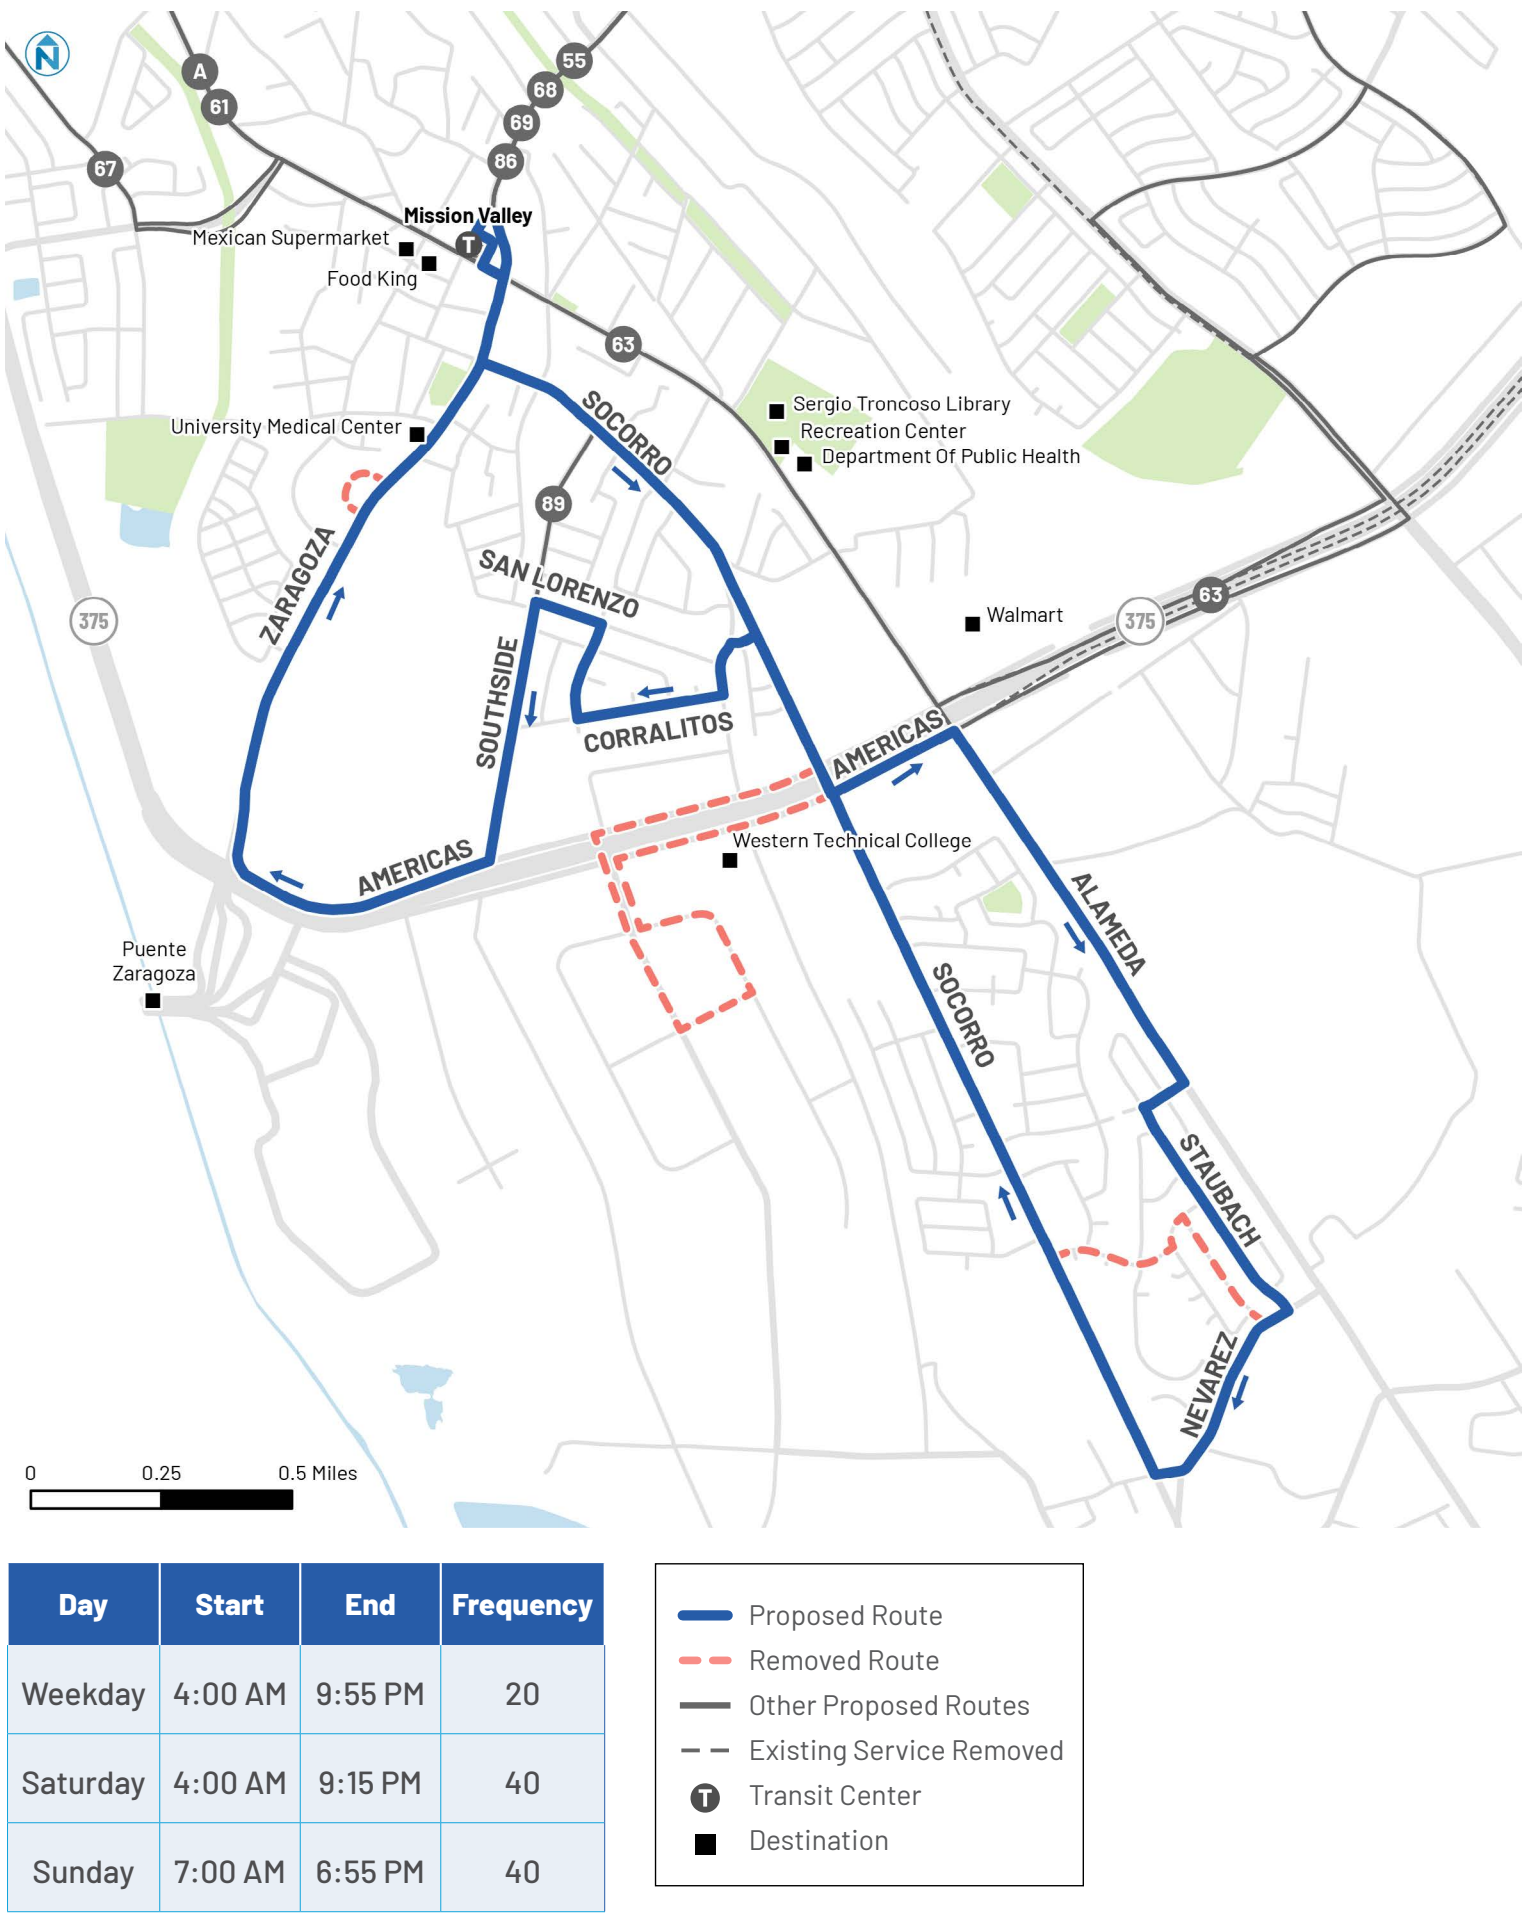 N
A
61
67
55
68
69
86
Mission Valley
T
Mexican Supermarket
Food King
63
SOCORRO
Sergio Troncoso Library
Recreation Center
Department Of Public Health
University Medical Center
89
ZARAGOZA
SAN LORENZO
375
63
375
Walmart
SOUTHSIDE
CORRALITOS
AMERICAS
AMERICAS
Western Technical College
ALAMEDA
Puente
Zaragoza
SOCORRO
STAUBACH
NEVAREZ
0 0.25 0.5 Miles
Day Start End Frequency
Weekday 4:00 AM 9:55 PM 20
Saturday 4:00 AM 9:15 PM 40
Sunday 7:00 AM 6:55 PM 40
Proposed Route
Removed Route
Other Proposed Routes
Existing Service Removed
T Transit Center
Destination